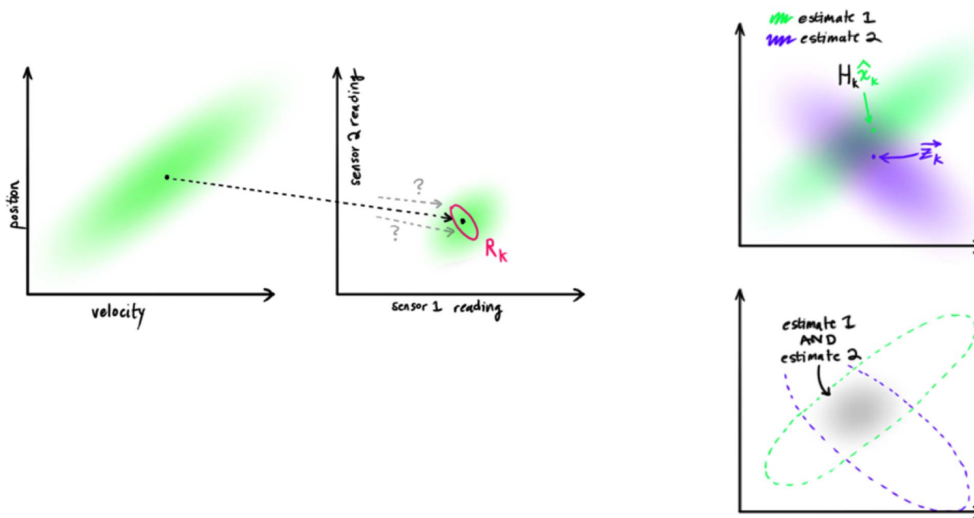 position
velocity
sensor 2 reading
?
?
R_k
sensor 1 reading
estimate 1
estimate 2
H_k x̂_k
z⃗_k
estimate 1
AND
estimate 2